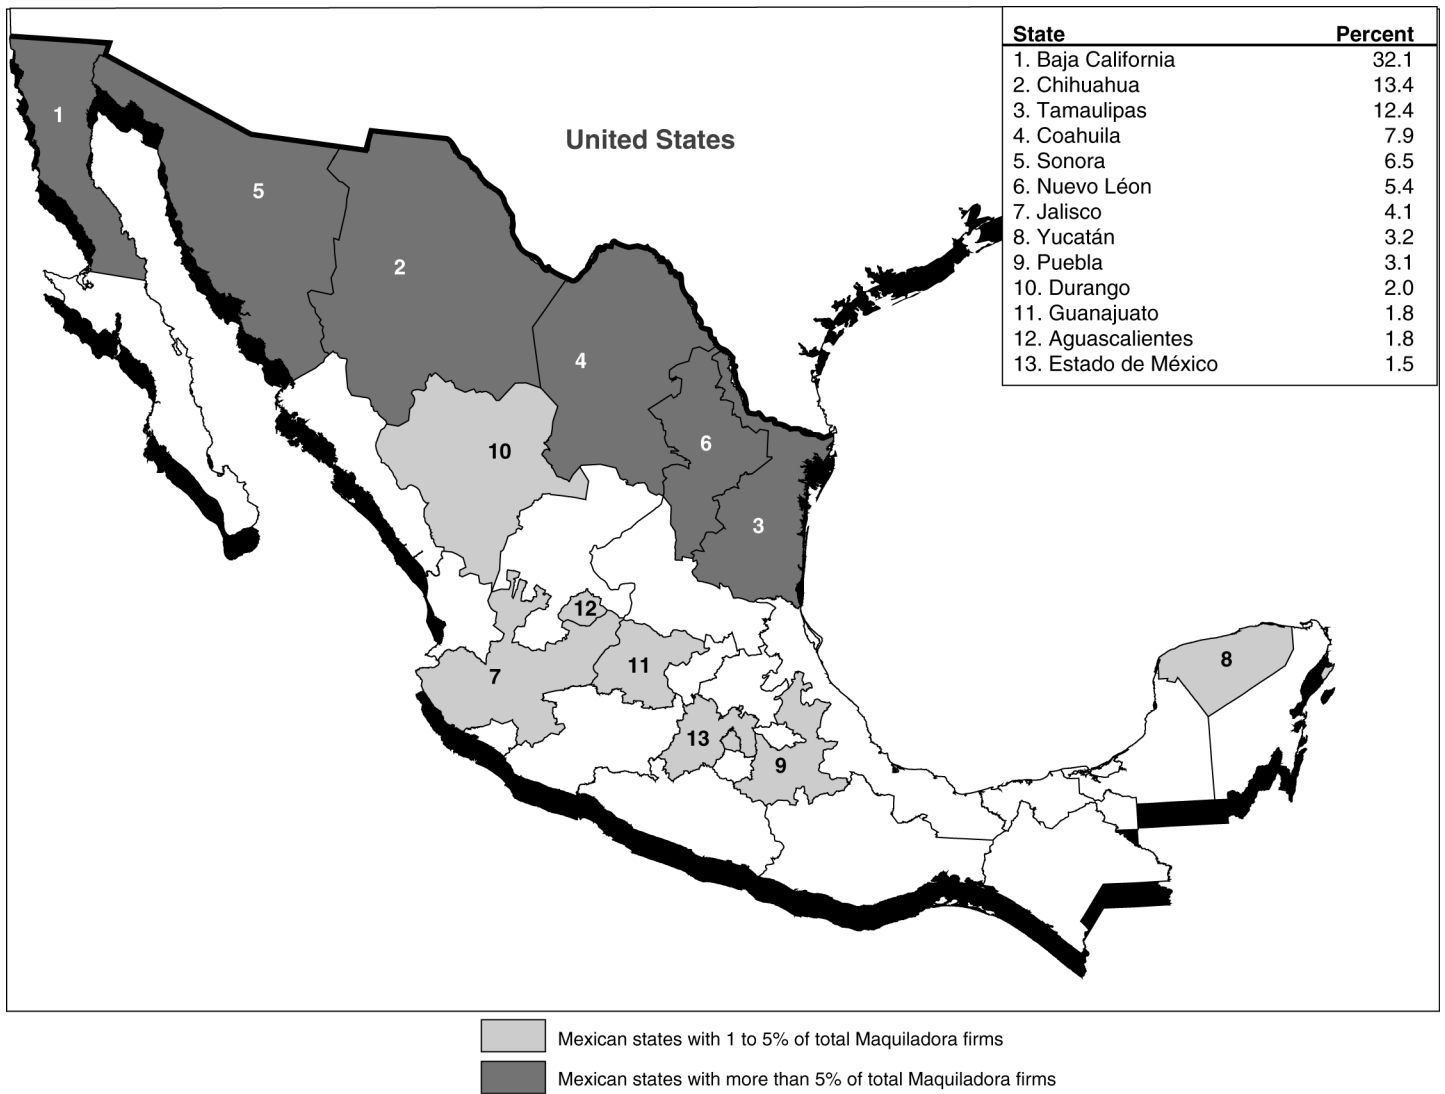 State Percent
1. Baja California 32.1
2. Chihuahua 13.4
3. Tamaulipas 12.4
4. Coahuila 7.9
5. Sonora 6.5
6. Nuevo Léon 5.4
7. Jalisco 4.1
8. Yucatán 3.2
9. Puebla 3.1
10. Durango 2.0
11. Guanajuato 1.8
12. Aguascalientes 1.8
13. Estado de México 1.5
United States
1
5
2
4
6
10
3
12
11
7
8
13
9
Mexican states with 1 to 5% of total Maquiladora firms
Mexican states with more than 5% of total Maquiladora firms